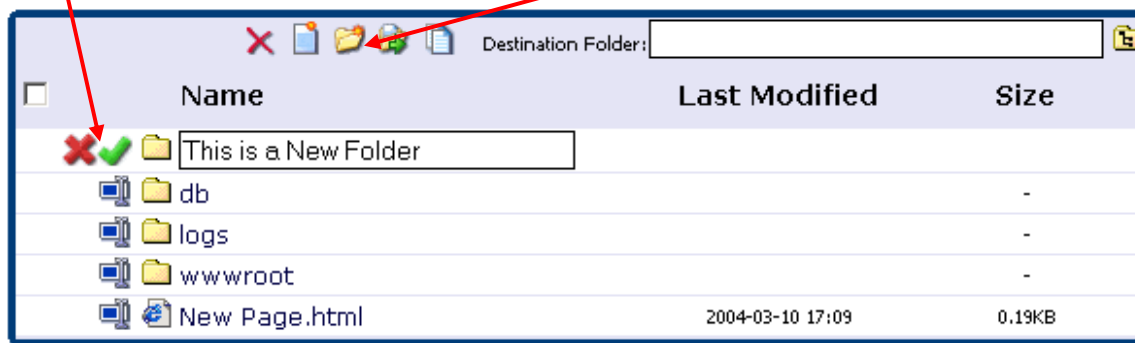 Destination Folder:
Name Last Modified Size
This is a New Folder
db -
logs -
wwwroot -
New Page.html 2004-03-10 17:09 0.19KB